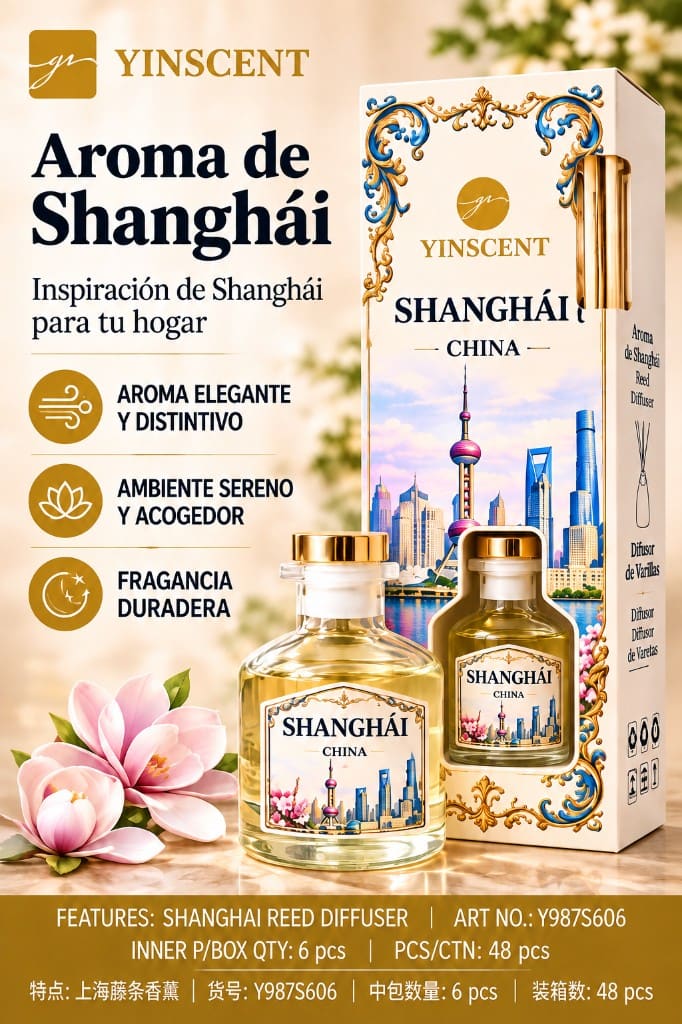 YINSCENT
Aroma de
Shanghái
Inspiración de Shanghái
para tu hogar
AROMA ELEGANTE
Y DISTINTIVO
AMBIENTE SERENO
Y ACOGEDOR
FRAGANCIA
DURADERA
YINSCENT
SHANGHÁI
CHINA
Aroma
de Shanghái
Reed
Diffuser
Difusor
de Varillas
Difusor
Difusor
de Varetas
SHANGHÁI
CHINA
SHANGHÁI
CHINA
FEATURES: SHANGHAI REED DIFFUSER | ART NO.: Y987S606
INNER P/BOX QTY: 6 pcs | PCS/CTN: 48 pcs
特点: 上海藤条香薰 | 货号: Y987S606 | 中包数量: 6 pcs | 装箱数: 48 pcs